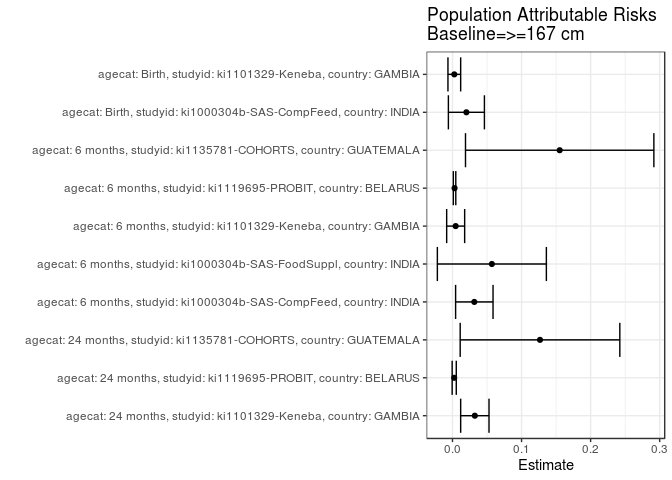 Population Attributable Risks
Baseline=>=167 cm
agecat: Birth, studyid: ki1101329-Keneba, country: GAMBIA
agecat: Birth, studyid: ki1000304b-SAS-CompFeed, country: INDIA
agecat: 6 months, studyid: ki1135781-COHORTS, country: GUATEMALA
agecat: 6 months, studyid: ki1119695-PROBIT, country: BELARUS
agecat: 6 months, studyid: ki1101329-Keneba, country: GAMBIA
agecat: 6 months, studyid: ki1000304b-SAS-FoodSuppl, country: INDIA
agecat: 6 months, studyid: ki1000304b-SAS-CompFeed, country: INDIA
agecat: 24 months, studyid: ki1135781-COHORTS, country: GUATEMALA
agecat: 24 months, studyid: ki1119695-PROBIT, country: BELARUS
agecat: 24 months, studyid: ki1101329-Keneba, country: GAMBIA
0.0 0.1 0.2 0.3
Estimate